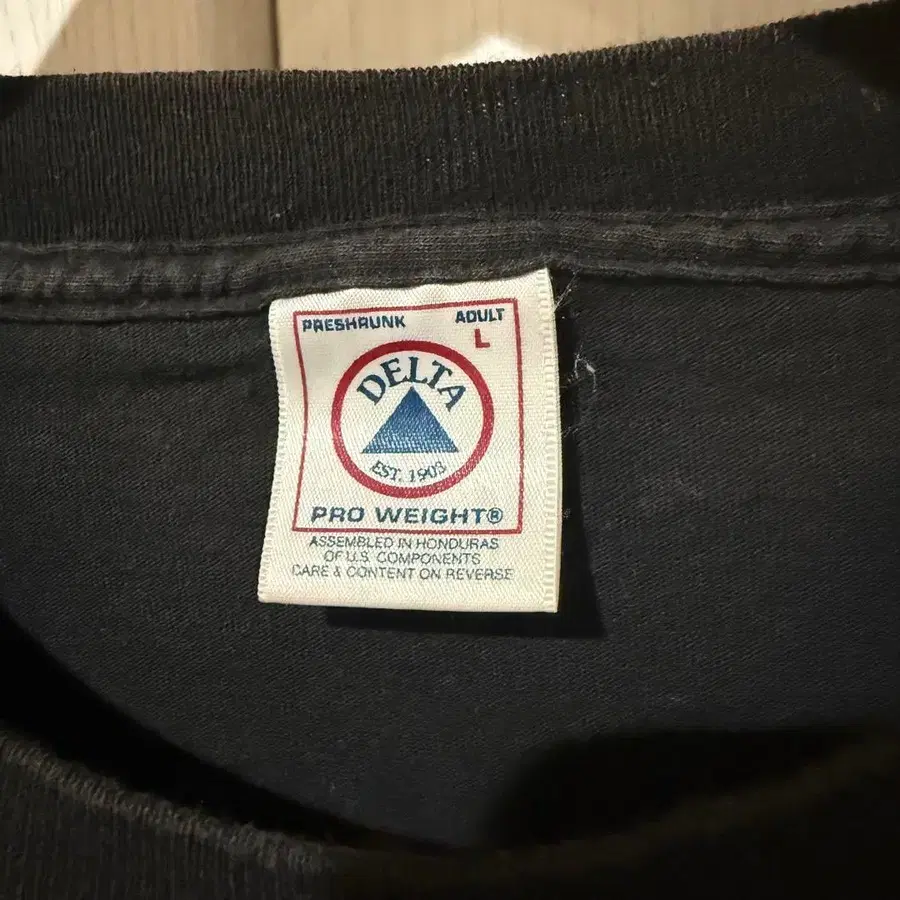 PRESHRUNK ADULT
L
DELTA
EST. 1903
PRO WEIGHT®
ASSEMBLED IN HONDURAS
OF U.S. COMPONENTS
CARE & CONTENT ON REVERSE